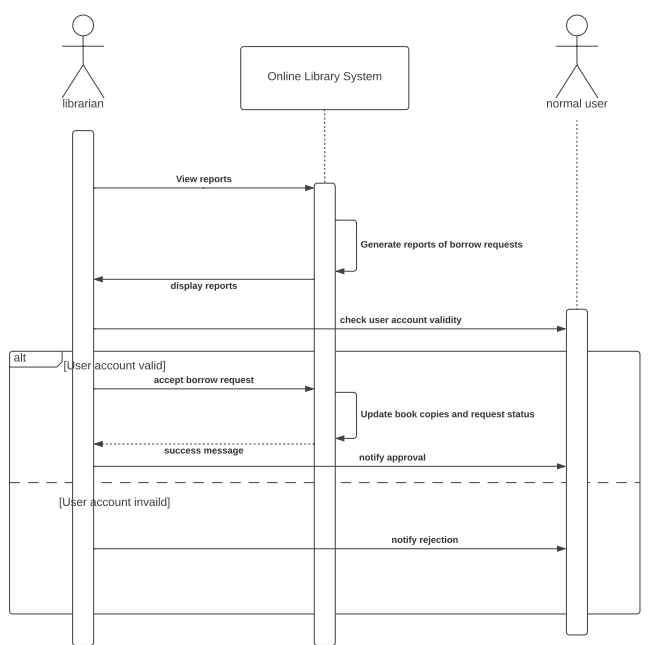 librarian
Online Library System
normal user
View reports
Generate reports of borrow requests
display reports
check user account validity
alt
[User account valid]
accept borrow request
Update book copies and request status
success message
notify approval
[User account invaild]
notify rejection